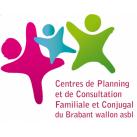 Centres de Planning
et de Consultation
Familiale et Conjugal
du Brabant wallon asbl